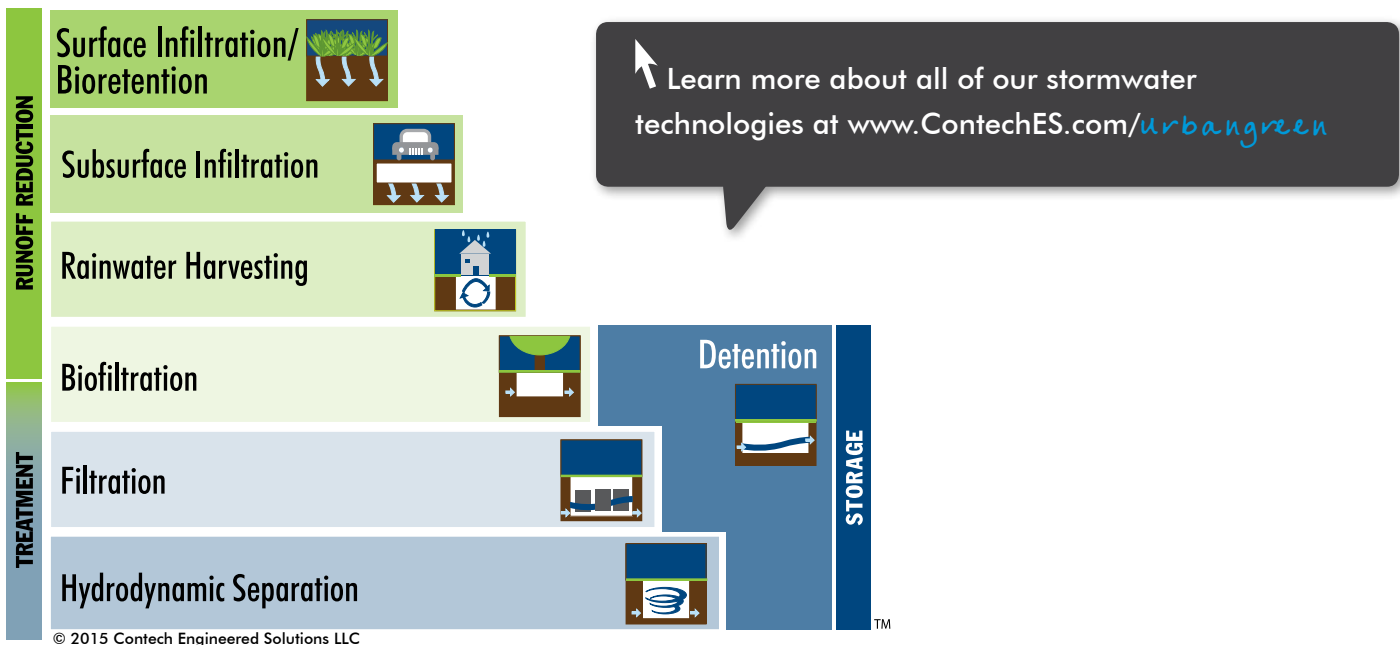 RUNOFF REDUCTION
Surface Infiltration/
Bioretention
Subsurface Infiltration
Rainwater Harvesting
TREATMENT
Biofiltration
Filtration
Hydrodynamic Separation
Detention
STORAGE
TM
Learn more about all of our stormwater
technologies at www.ContechES.com/urbangreen
© 2015 Contech Engineered Solutions LLC